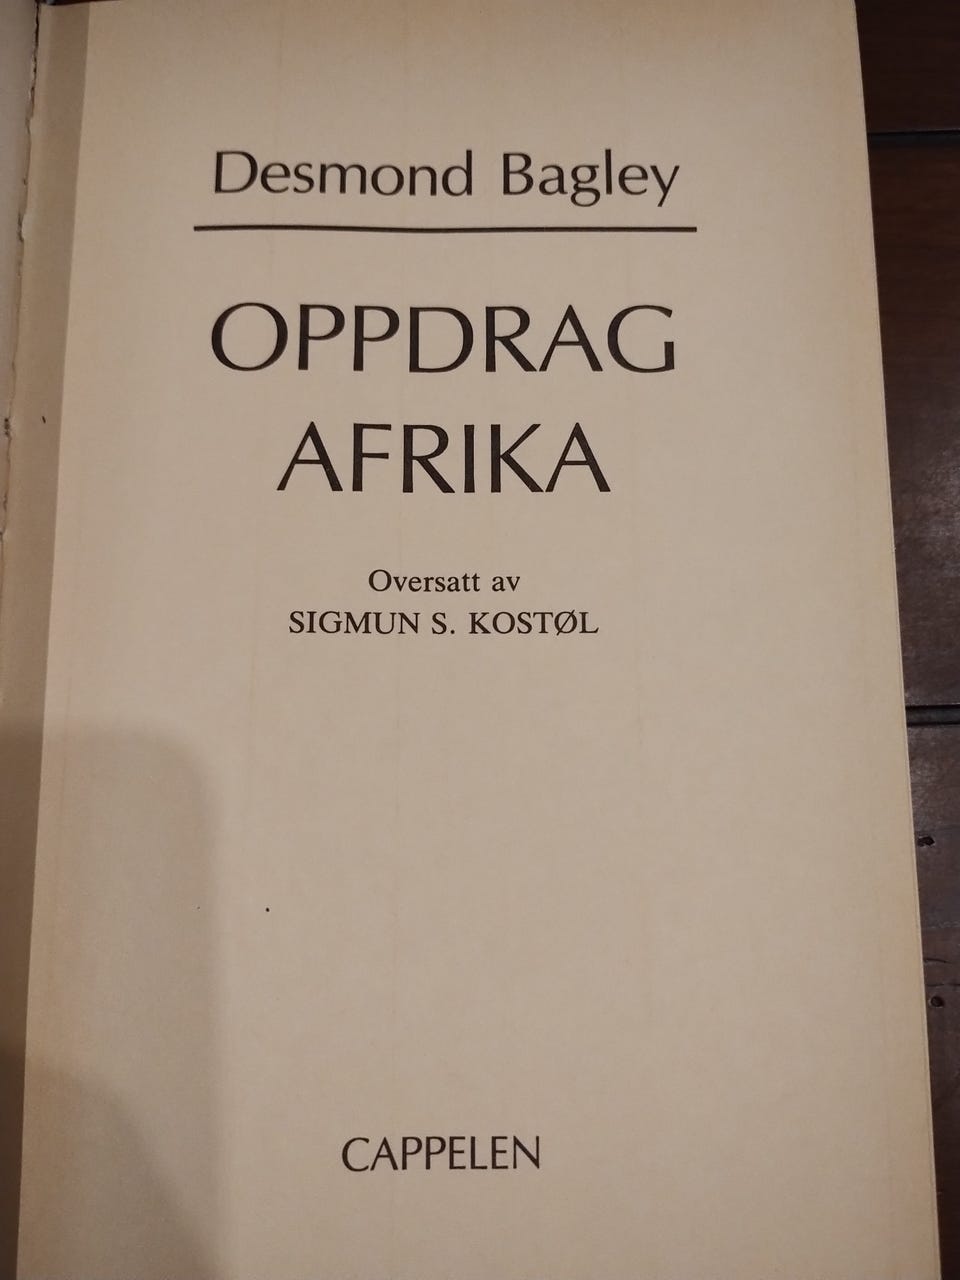 Desmond Bagley
OPPDRAG
AFRIKA
Oversatt av
SIGMUN S. KOSTØL
CAPPELEN